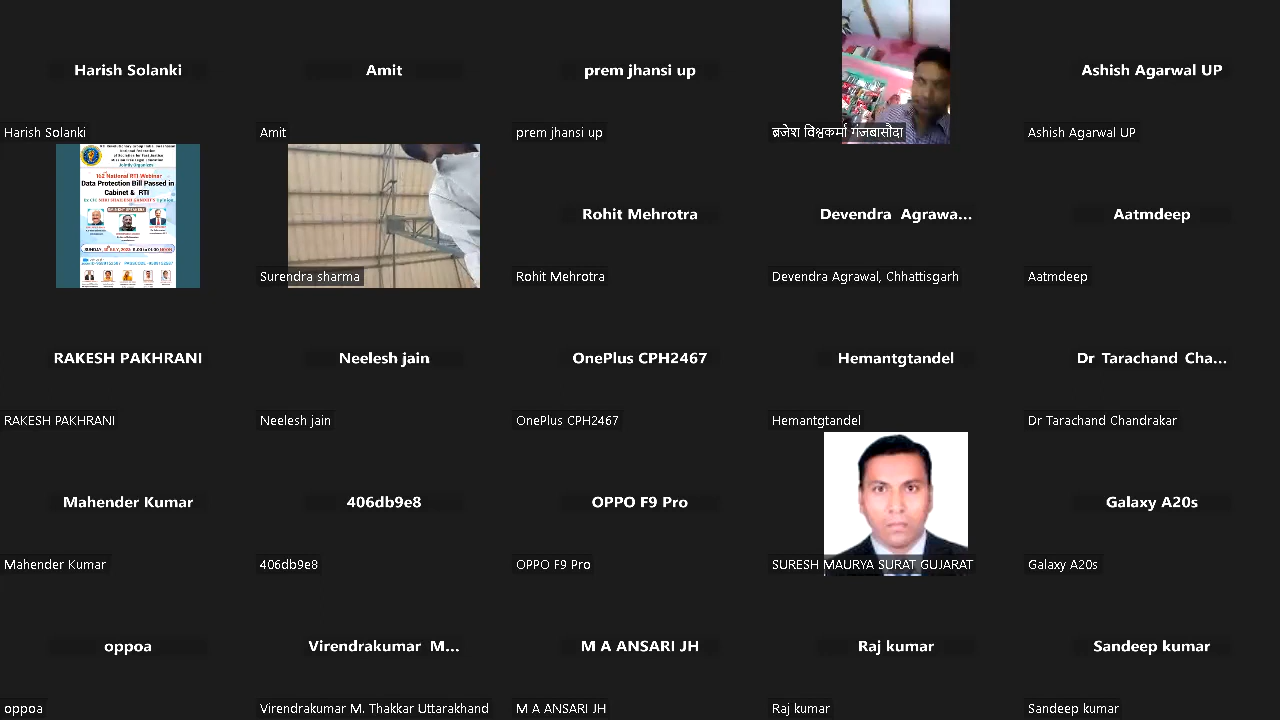 Harish Solanki
Amit
prem jhansi up
Ashish Agarwal UP
Harish Solanki
Amit
prem jhansi up
ब्रजेश विश्वकर्मा गंजबासौदा
Ashish Agarwal UP
National Federation
Jointly Organizes
162 National RTI Webinar
Data Protection Bill Passed in
Cabinet & RTI
Rohit Mehrotra
Devendra Agrawa...
Aatmdeep
Surendra sharma
Rohit Mehrotra
Devendra Agrawal, Chhattisgarh
Aatmdeep
RAKESH PAKHRANI
Neelesh jain
OnePlus CPH2467
Hemantgtandel
Dr Tarachand Cha...
RAKESH PAKHRANI
Neelesh jain
OnePlus CPH2467
Hemantgtandel
Dr Tarachand Chandrakar
Mahender Kumar
406db9e8
OPPO F9 Pro
Galaxy A20s
Mahender Kumar
406db9e8
OPPO F9 Pro
SURESH MAURYA SURAT GUJARAT
Galaxy A20s
oppoa
Virendrakumar M...
M A ANSARI JH
Raj kumar
Sandeep kumar
oppoa
Virendrakumar M. Thakkar Uttarakhand
M A ANSARI JH
Raj kumar
Sandeep kumar